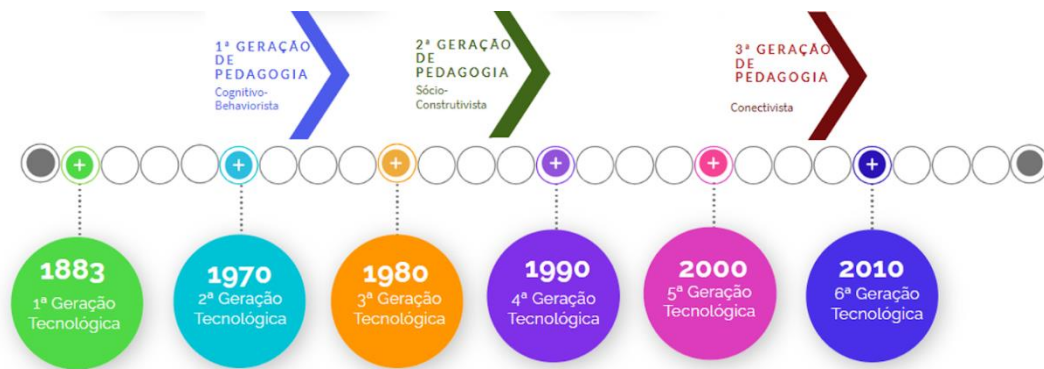 1ª GERAÇÃO
DE
PEDAGOGIA
Cognitivo-
Behaviorista
2ª GERAÇÃO
DE
PEDAGOGIA
Sócio-
Construtivista
3ª GERAÇÃO
DE
PEDAGOGIA
Conectivista
1883
1ª Geração
Tecnológica
1970
2ª Geração
Tecnológica
1980
3ª Geração
Tecnológica
1990
4ª Geração
Tecnológica
2000
5ª Geração
Tecnológica
2010
6ª Geração
Tecnológica